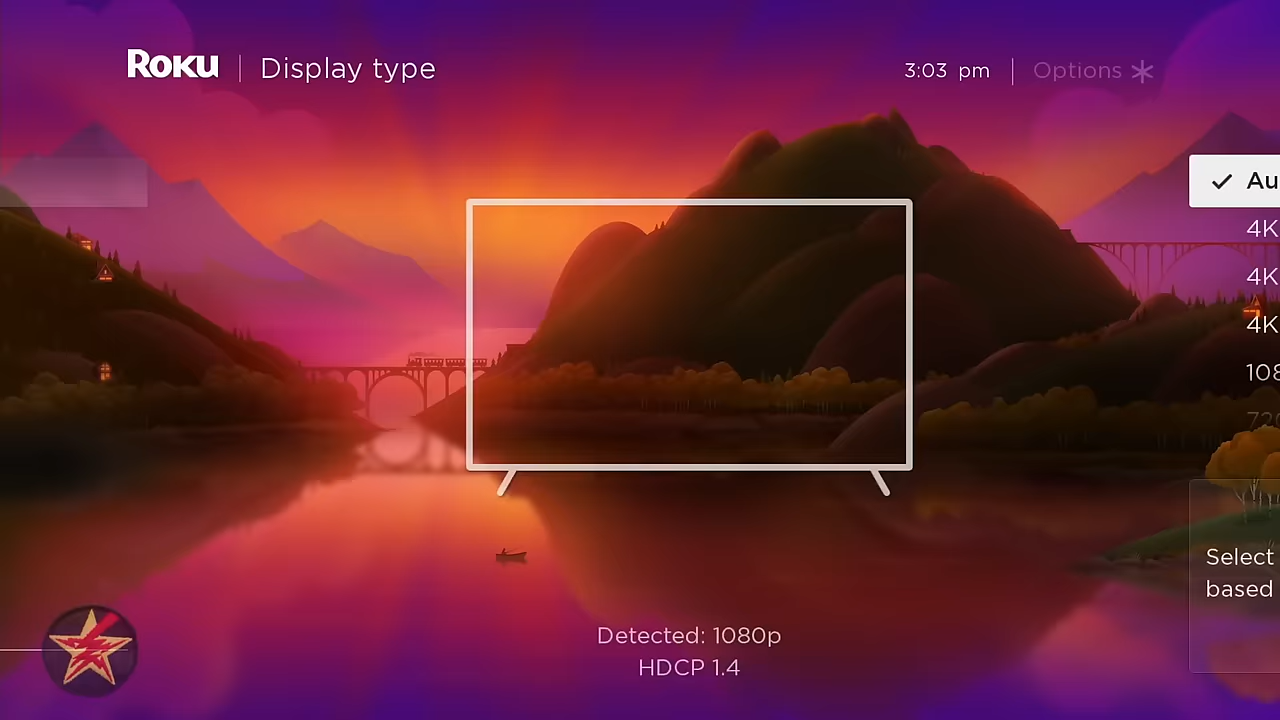 Roku | Display type
3:03 pm | Options
Au
4K
4K
4K
108
720
Select
based
Detected: 1080p
HDCP 1.4